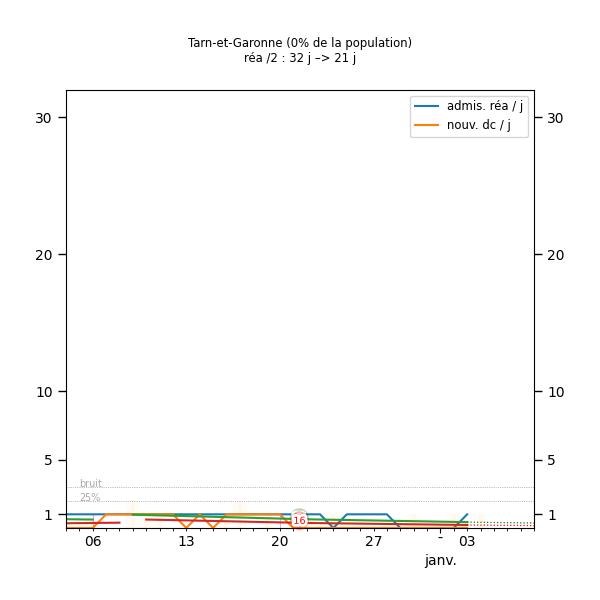 Tarn-et-Garonne (0% de la population)
réa /2 : 32 j –> 21 j
admis. réa / j
nouv. dc / j
30 30
20 20
10 10
5 5
bruit
25%
1 16 1
06 13 20 27 - 03
janv.